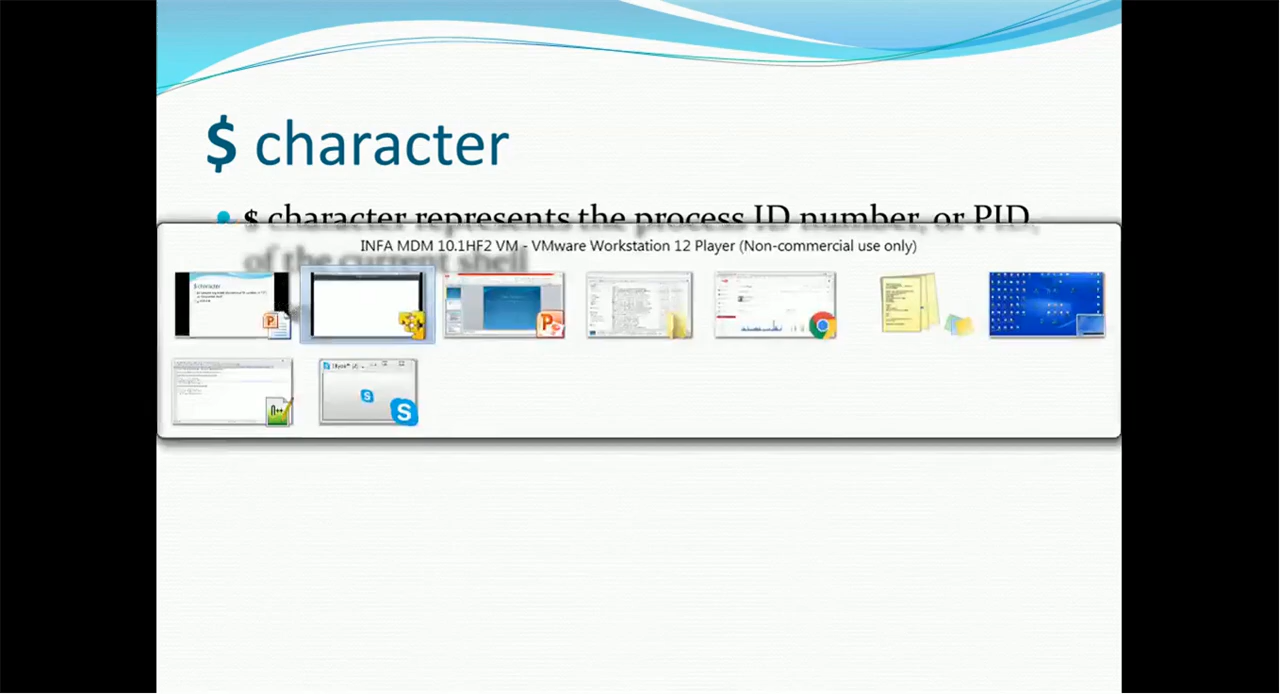 $ character
$ character represents the process ID number, or PID,
of the current shell
INFA MDM 10.1HF2 VM - VMware Workstation 12 Player (Non-commercial use only)
$ character